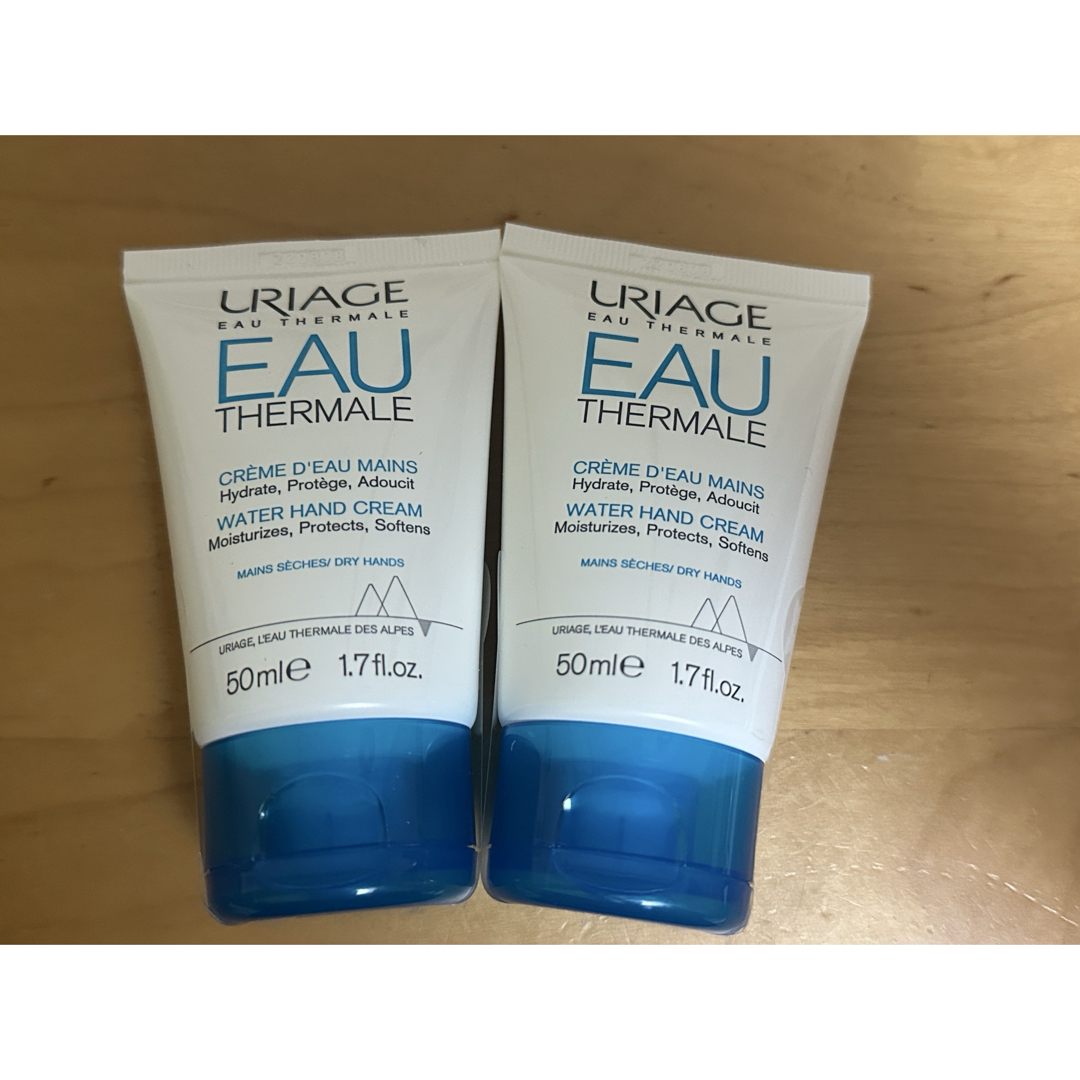 URIAGE
EAU THERMALE
EAU
THERMALE
CRÈME D'EAU MAINS
Hydrate, Protège, Adoucit
WATER HAND CREAM
Moisturizes, Protects, Softens
MAINS SÈCHES/ DRY HANDS
URIAGE, L'EAU THERMALE DES ALPES
50ml℮ 1.7fl.oz.
URIAGE
EAU THERMALE
EAU
THERMALE
CRÈME D'EAU MAINS
Hydrate, Protège, Adoucit
WATER HAND CREAM
Moisturizes, Protects, Softens
MAINS SÈCHES/ DRY HANDS
URIAGE, L'EAU THERMALE DES ALPES
50ml℮ 1.7fl.oz.